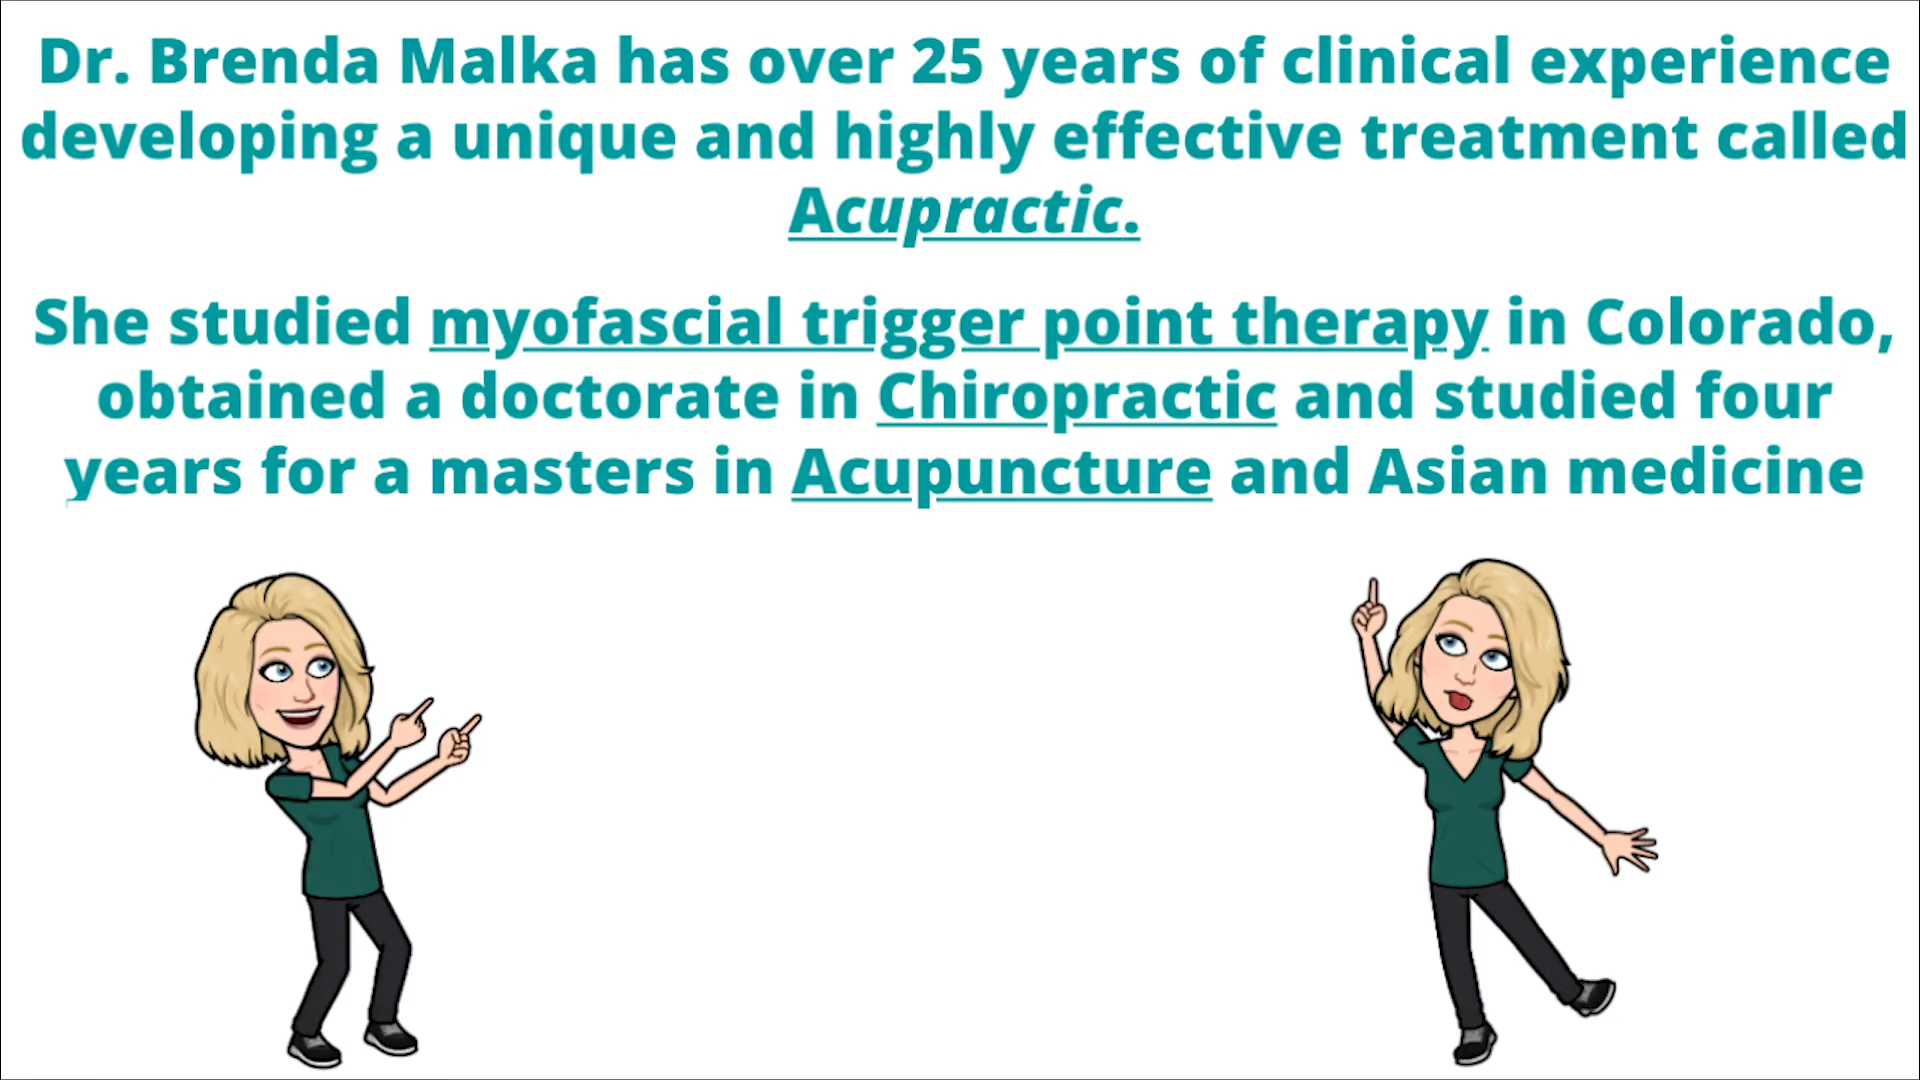 Dr. Brenda Malka has over 25 years of clinical experience
developing a unique and highly effective treatment called
Acupractic.
She studied myofascial trigger point therapy in Colorado,
obtained a doctorate in Chiropractic and studied four
years for a masters in Acupuncture and Asian medicine